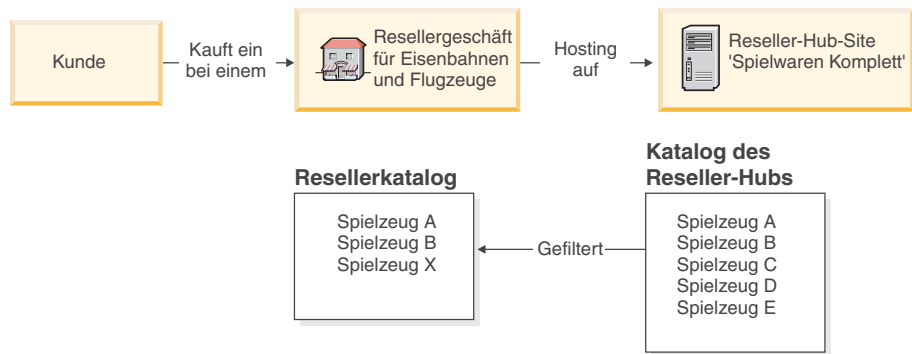 Kunde
Kauft ein
bei einem
Resellergeschäft
für Eisenbahnen
und Flugzeuge
Hosting
auf
Reseller-Hub-Site
'Spielwaren Komplett'
Resellerkatalog
Spielzeug A
Spielzeug B
Spielzeug X
Gefiltert
Katalog des
Reseller-Hubs
Spielzeug A
Spielzeug B
Spielzeug C
Spielzeug D
Spielzeug E